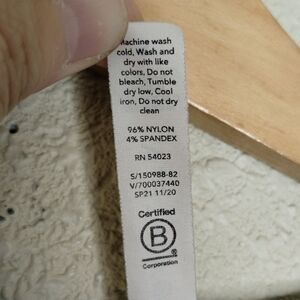 Machine wash
cold, Wash and
dry with like
colors, Do not
bleach, Tumble
dry low, Cool
iron, Do not dry
clean
96% NYLON
4% SPANDEX
RN 54023
S/150988-82
V/700037440
SP21 11/20
Certified
B
Corporation